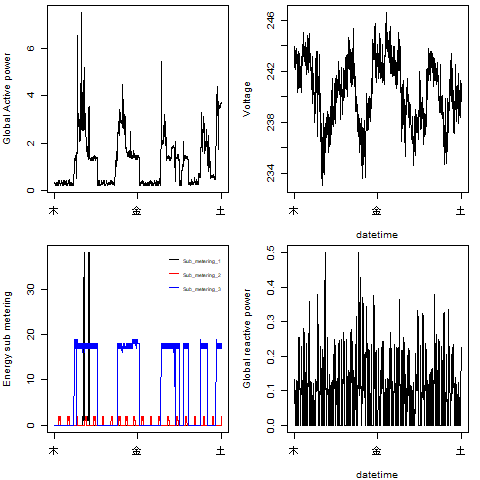 Global Active power
0 2 4 6
木 金 土
Voltage
234 238 242 246
木 金 土
datetime
Energy sub metering
0 10 20 30
Sub_metering_1
Sub_metering_2
Sub_metering_3
木 金 土
Global reactive power
0.0 0.1 0.2 0.3 0.4 0.5
木 金 土
datetime